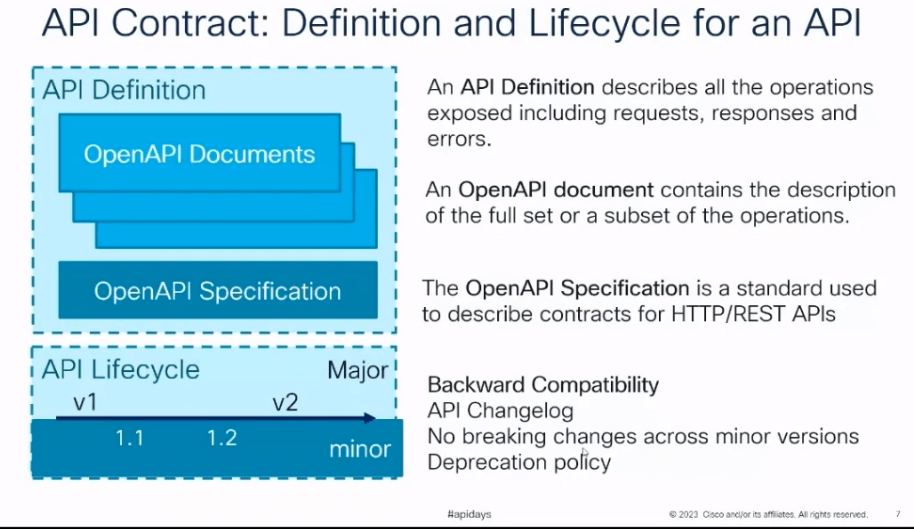 API Contract: Definition and Lifecycle for an API
API Definition
OpenAPI Documents
OpenAPI Specification
An API Definition describes all the operations
exposed including requests, responses and
errors.
An OpenAPI document contains the description
of the full set or a subset of the operations.
The OpenAPI Specification is a standard used
to describe contracts for HTTP/REST APIs
API Lifecycle
Major
v1
v2
1.1
1.2
minor
Backward Compatibility
API Changelog
No breaking changes across minor versions
Deprecation policy
#apidays
© 2023 Cisco and/or its affiliates. All rights reserved.
7